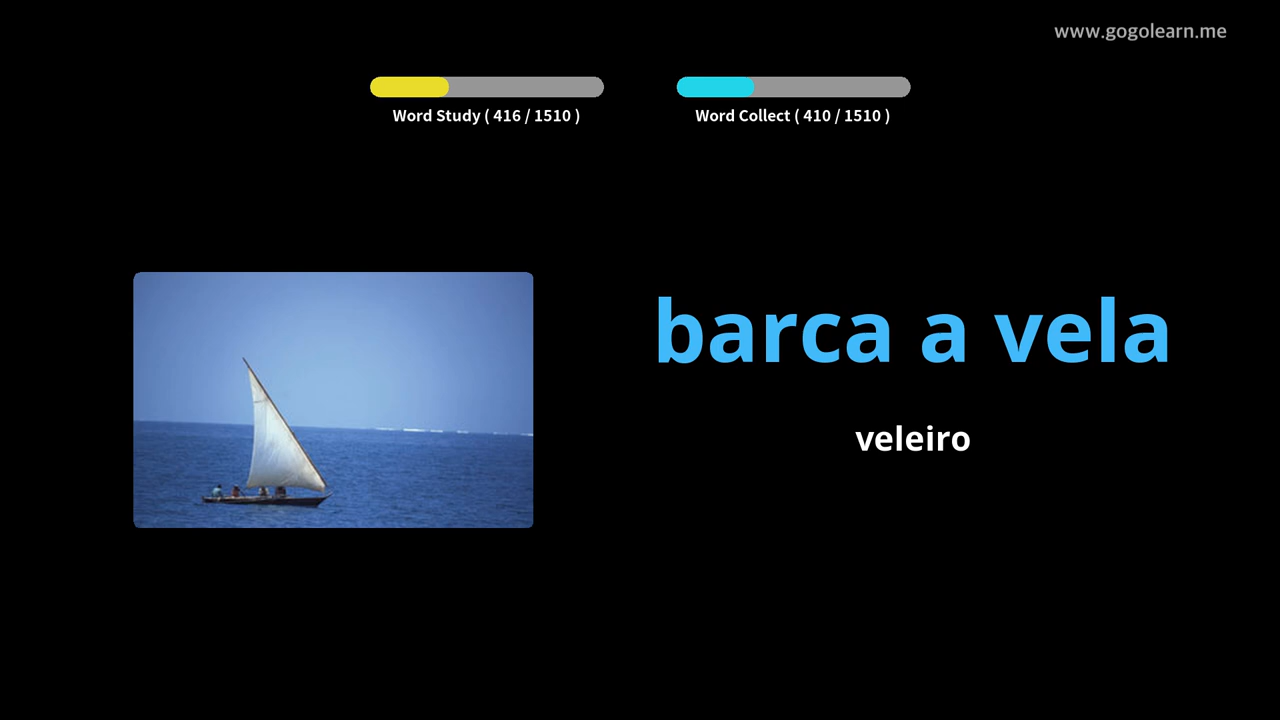 www.gogolearn.me
Word Study ( 416 / 1510 )
Word Collect ( 410 / 1510 )
barca a vela
veleiro